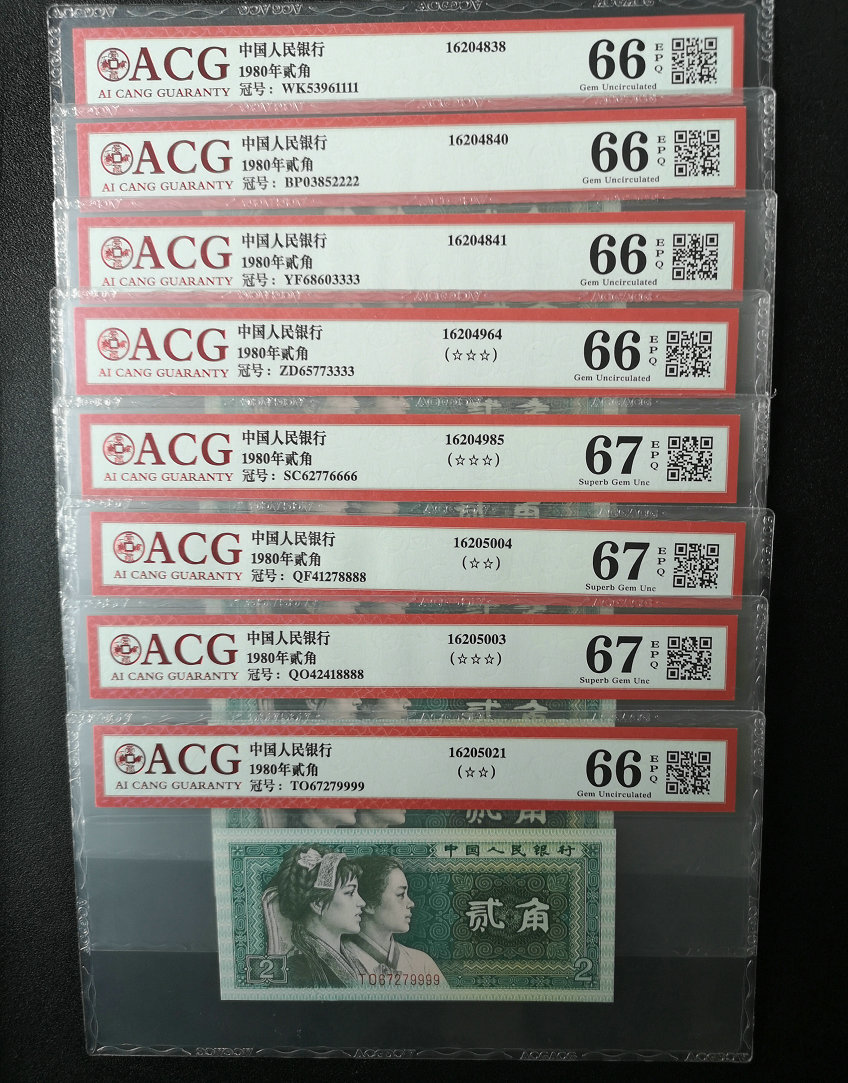 ACG
AI CANG GUARANTY
中国人民银行
1980年贰角
冠号：WK53961111
16204838
66
EPQ
Gem Uncirculated
ACG
AI CANG GUARANTY
中国人民银行
1980年贰角
冠号：BP03852222
16204840
66
EPQ
Gem Uncirculated
ACG
AI CANG GUARANTY
中国人民银行
1980年贰角
冠号：YF68603333
16204841
66
EPQ
Gem Uncirculated
ACG
AI CANG GUARANTY
中国人民银行
1980年贰角
冠号：ZD65773333
16204964
(☆☆☆)
66
EPQ
Gem Uncirculated
ACG
AI CANG GUARANTY
中国人民银行
1980年贰角
冠号：SC62776666
16204985
(☆☆☆)
67
EPQ
Superb Gem Unc
ACG
AI CANG GUARANTY
中国人民银行
1980年贰角
冠号：QF41278888
16205004
(☆☆)
67
EPQ
Superb Gem Unc
ACG
AI CANG GUARANTY
中国人民银行
1980年贰角
冠号：QO42418888
16205003
(☆☆☆)
67
EPQ
Superb Gem Unc
贰角
ACG
AI CANG GUARANTY
中国人民银行
1980年贰角
冠号：TO67279999
16205021
(☆☆)
66
EPQ
Gem Uncirculated
贰角
中国人民银行
贰角
2
TO67279999
2